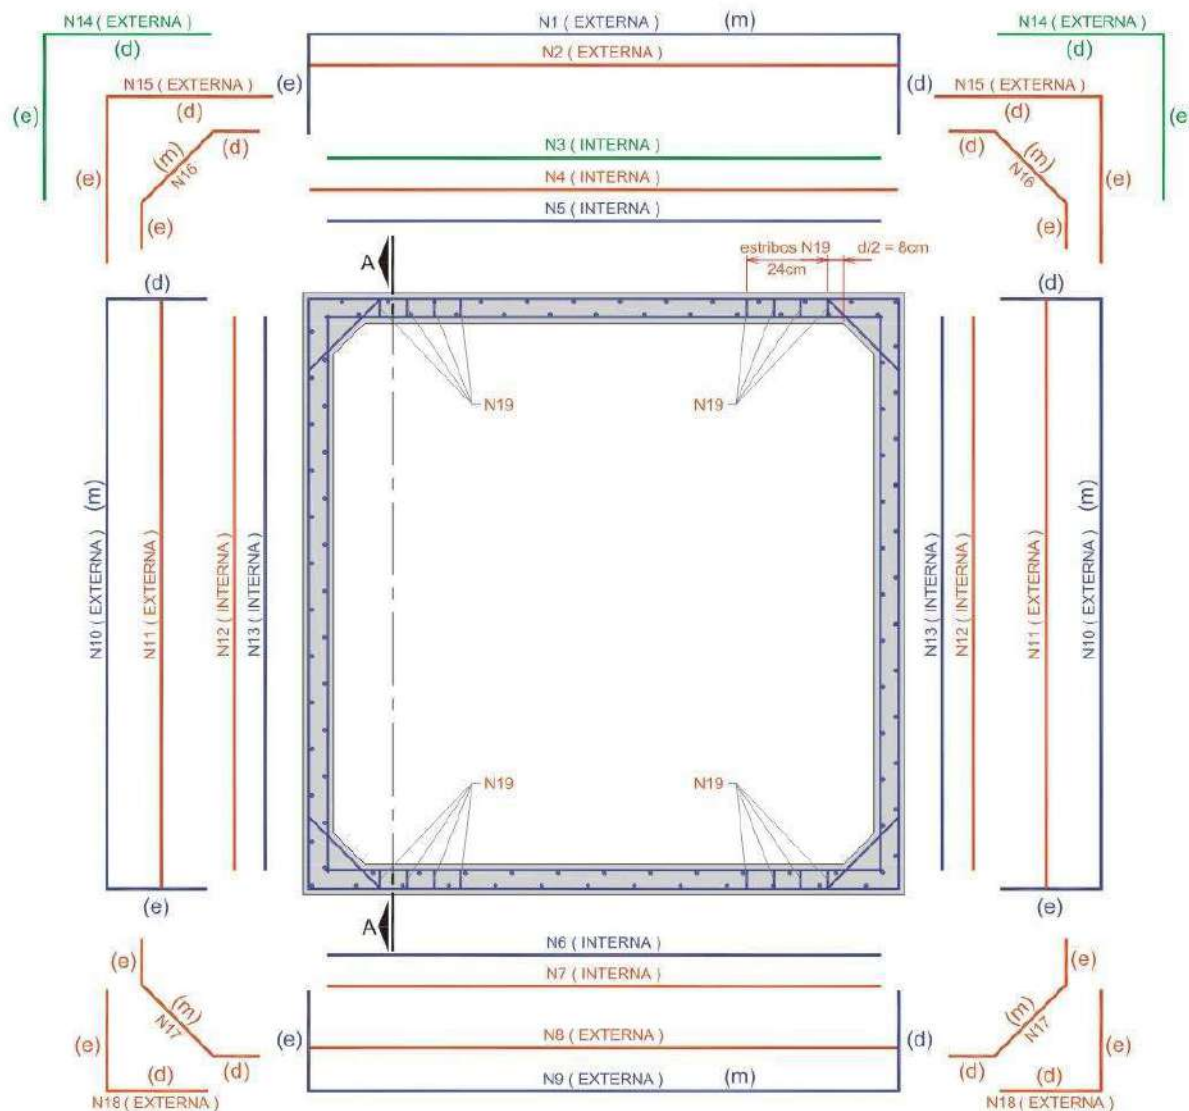 N14 ( EXTERNA )
(d)
(e)
N1 ( EXTERNA )
(m)
N2 ( EXTERNA )
(e)
(d)
N14 ( EXTERNA )
(d)
(e
N15 ( EXTERNA )
(d)
(m)
N16
(d)
(e)
(e)
N15 ( EXTERNA )
(d)
(d)
(m)
N16
(e)
(e)
N3 ( INTERNA )
N4 ( INTERNA )
N5 ( INTERNA )
A
estribos N19
24cm
d/2 = 8cm
(d)
(d)
N19
N19
N10 ( EXTERNA )
(m)
N11 ( EXTERNA )
N12 ( INTERNA )
N13 ( INTERNA )
N13 ( INTERNA )
N12 ( INTERNA )
N11 ( EXTERNA )
N10 ( EXTERNA )
(m)
N19
N19
(e)
(e)
A
N6 ( INTERNA )
N7 ( INTERNA )
(e)
(m)
N17
(d)
(e)
(d)
N18 ( EXTERNA )
(e)
(d)
N8 ( EXTERNA )
N9 ( EXTERNA )
(m)
(e)
(m)
N17
(d)
(e)
(d)
N18 ( EXTERNA )